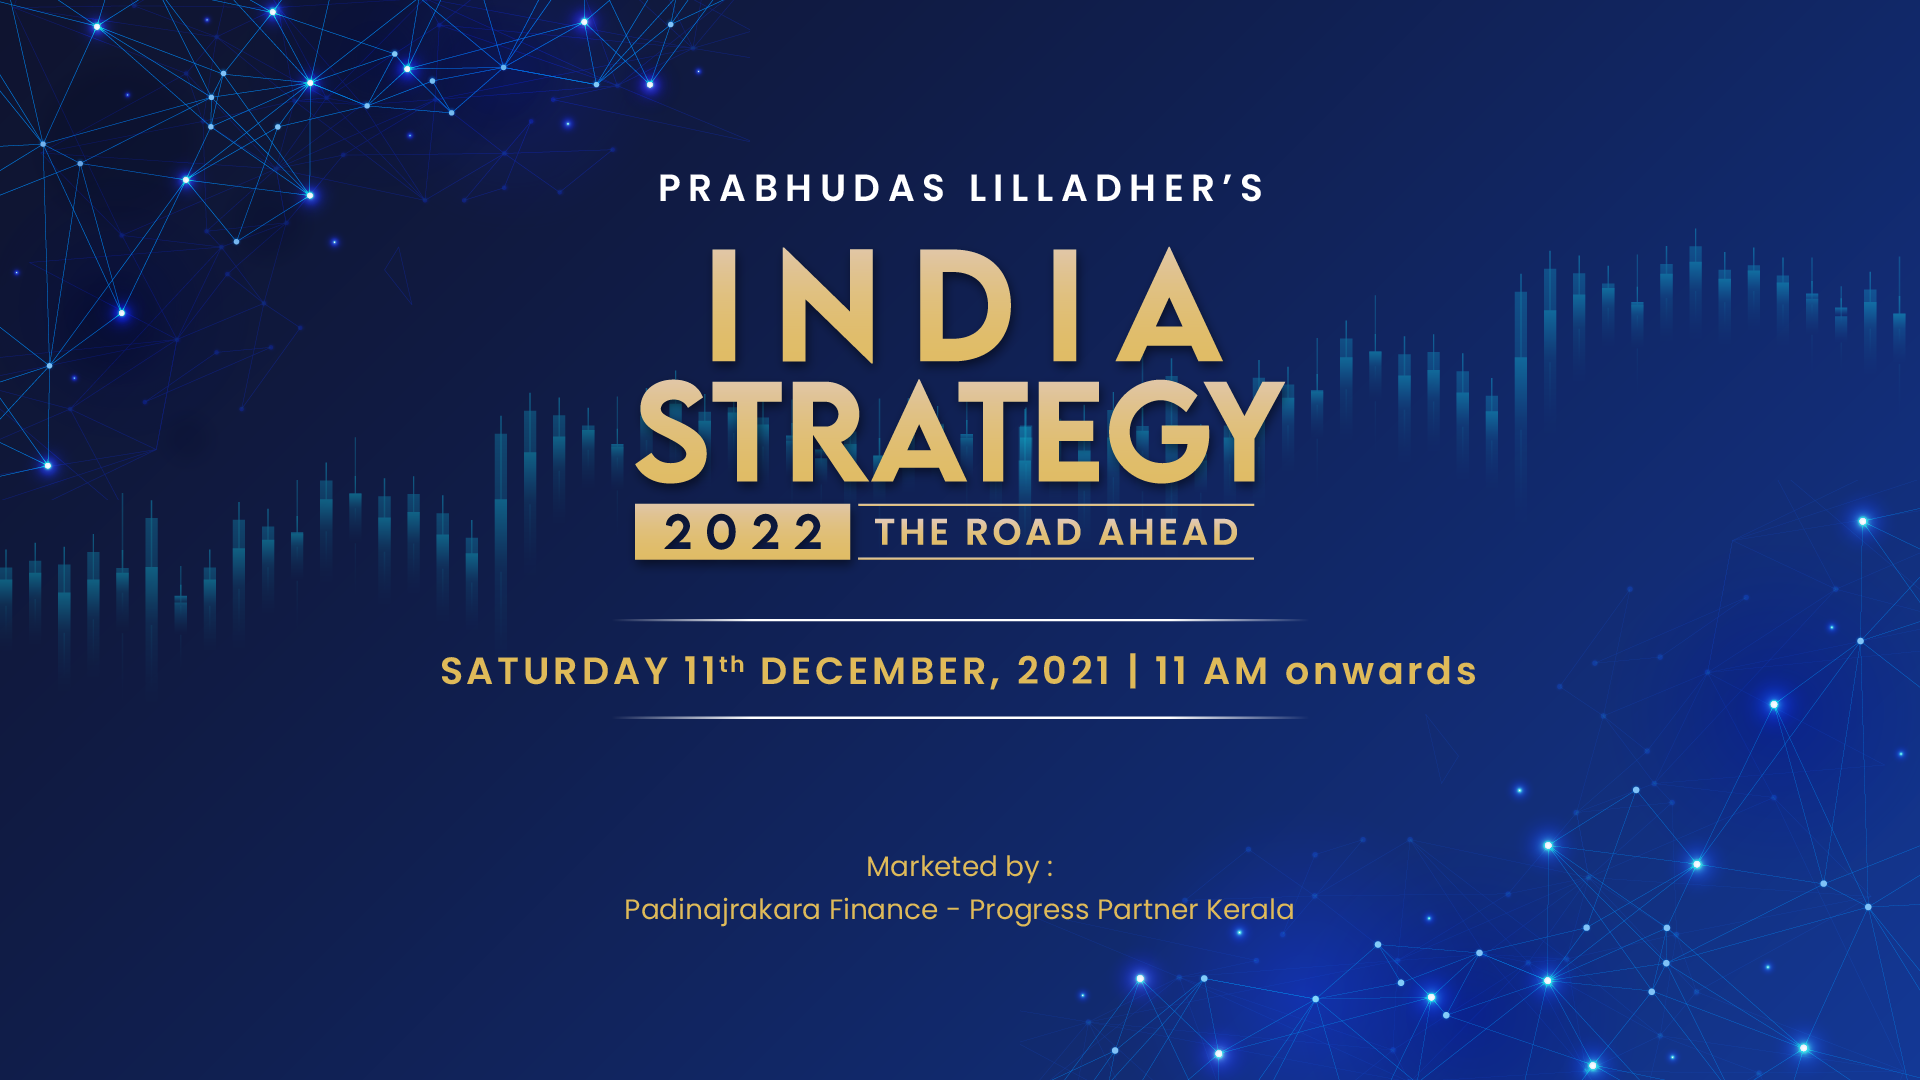 PRABHUDAS LILLADHER’S
INDIA
STRATEGY
2022 THE ROAD AHEAD
SATURDAY 11th DECEMBER, 2021 | 11 AM onwards
Marketed by :
Padinajrakara Finance - Progress Partner Kerala